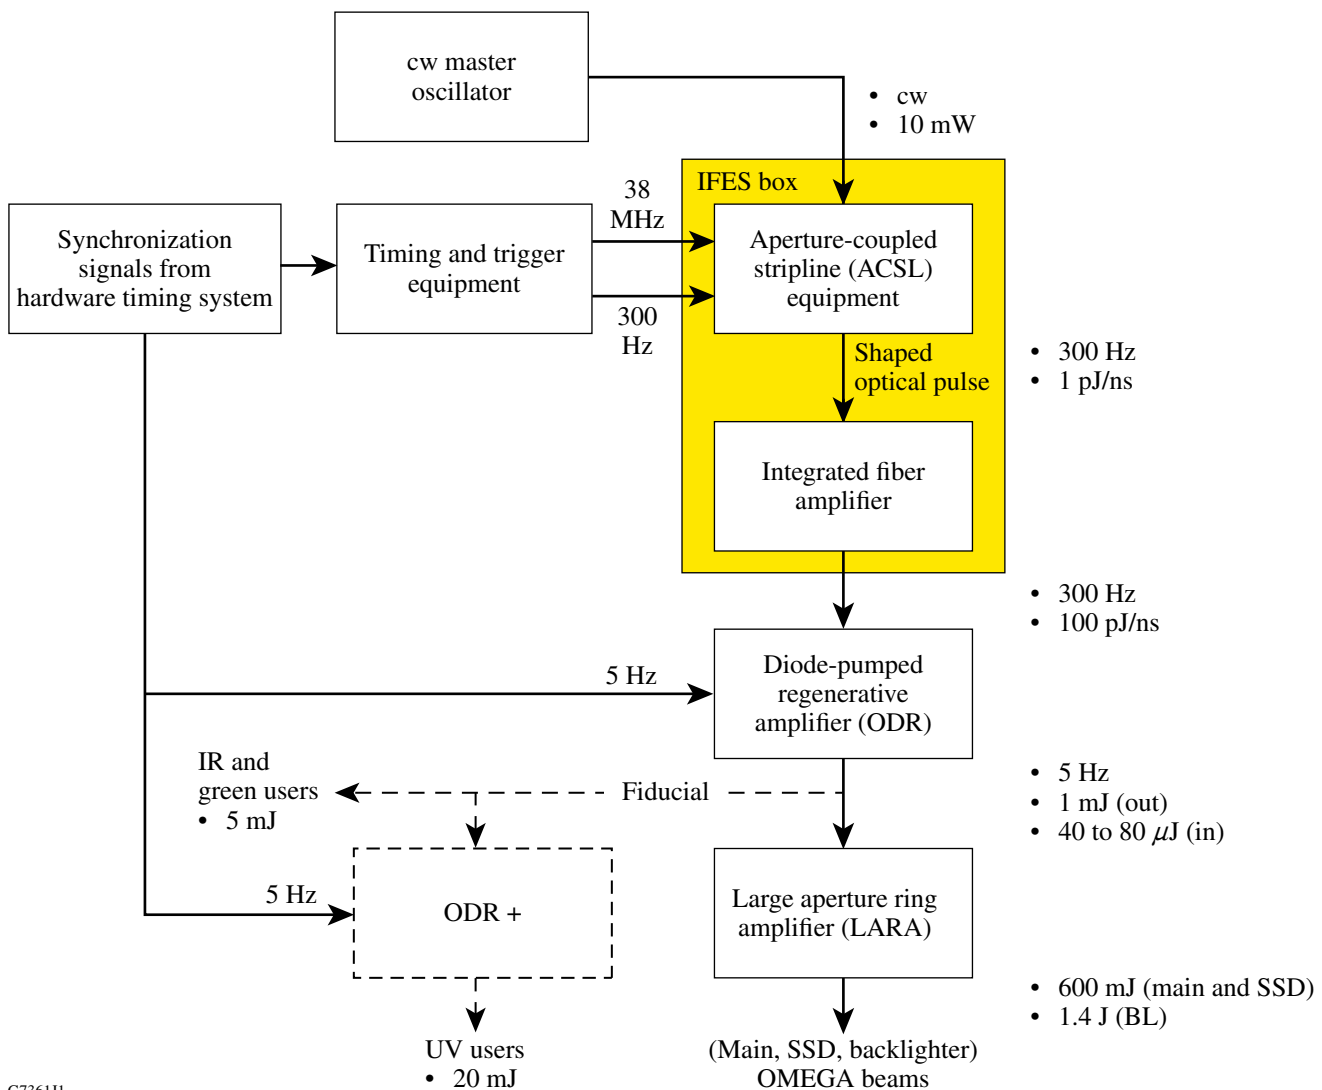 cw master
oscillator
• cw
• 10 mW
IFES box
38
MHz
Synchronization
signals from
hardware timing system
Timing and trigger
equipment
Aperture-coupled
stripline (ACSL)
equipment
300
Hz
Shaped
optical pulse
• 300 Hz
• 1 pJ/ns
Integrated fiber
amplifier
• 300 Hz
• 100 pJ/ns
5 Hz
Diode-pumped
regenerative
amplifier (ODR)
IR and
green users
• 5 mJ
Fiducial
• 5 Hz
• 1 mJ (out)
• 40 to 80 μJ (in)
5 Hz
ODR +
Large aperture ring
amplifier (LARA)
• 600 mJ (main and SSD)
• 1.4 J (BL)
UV users
• 20 mJ
(Main, SSD, backlighter)
OMEGA beams